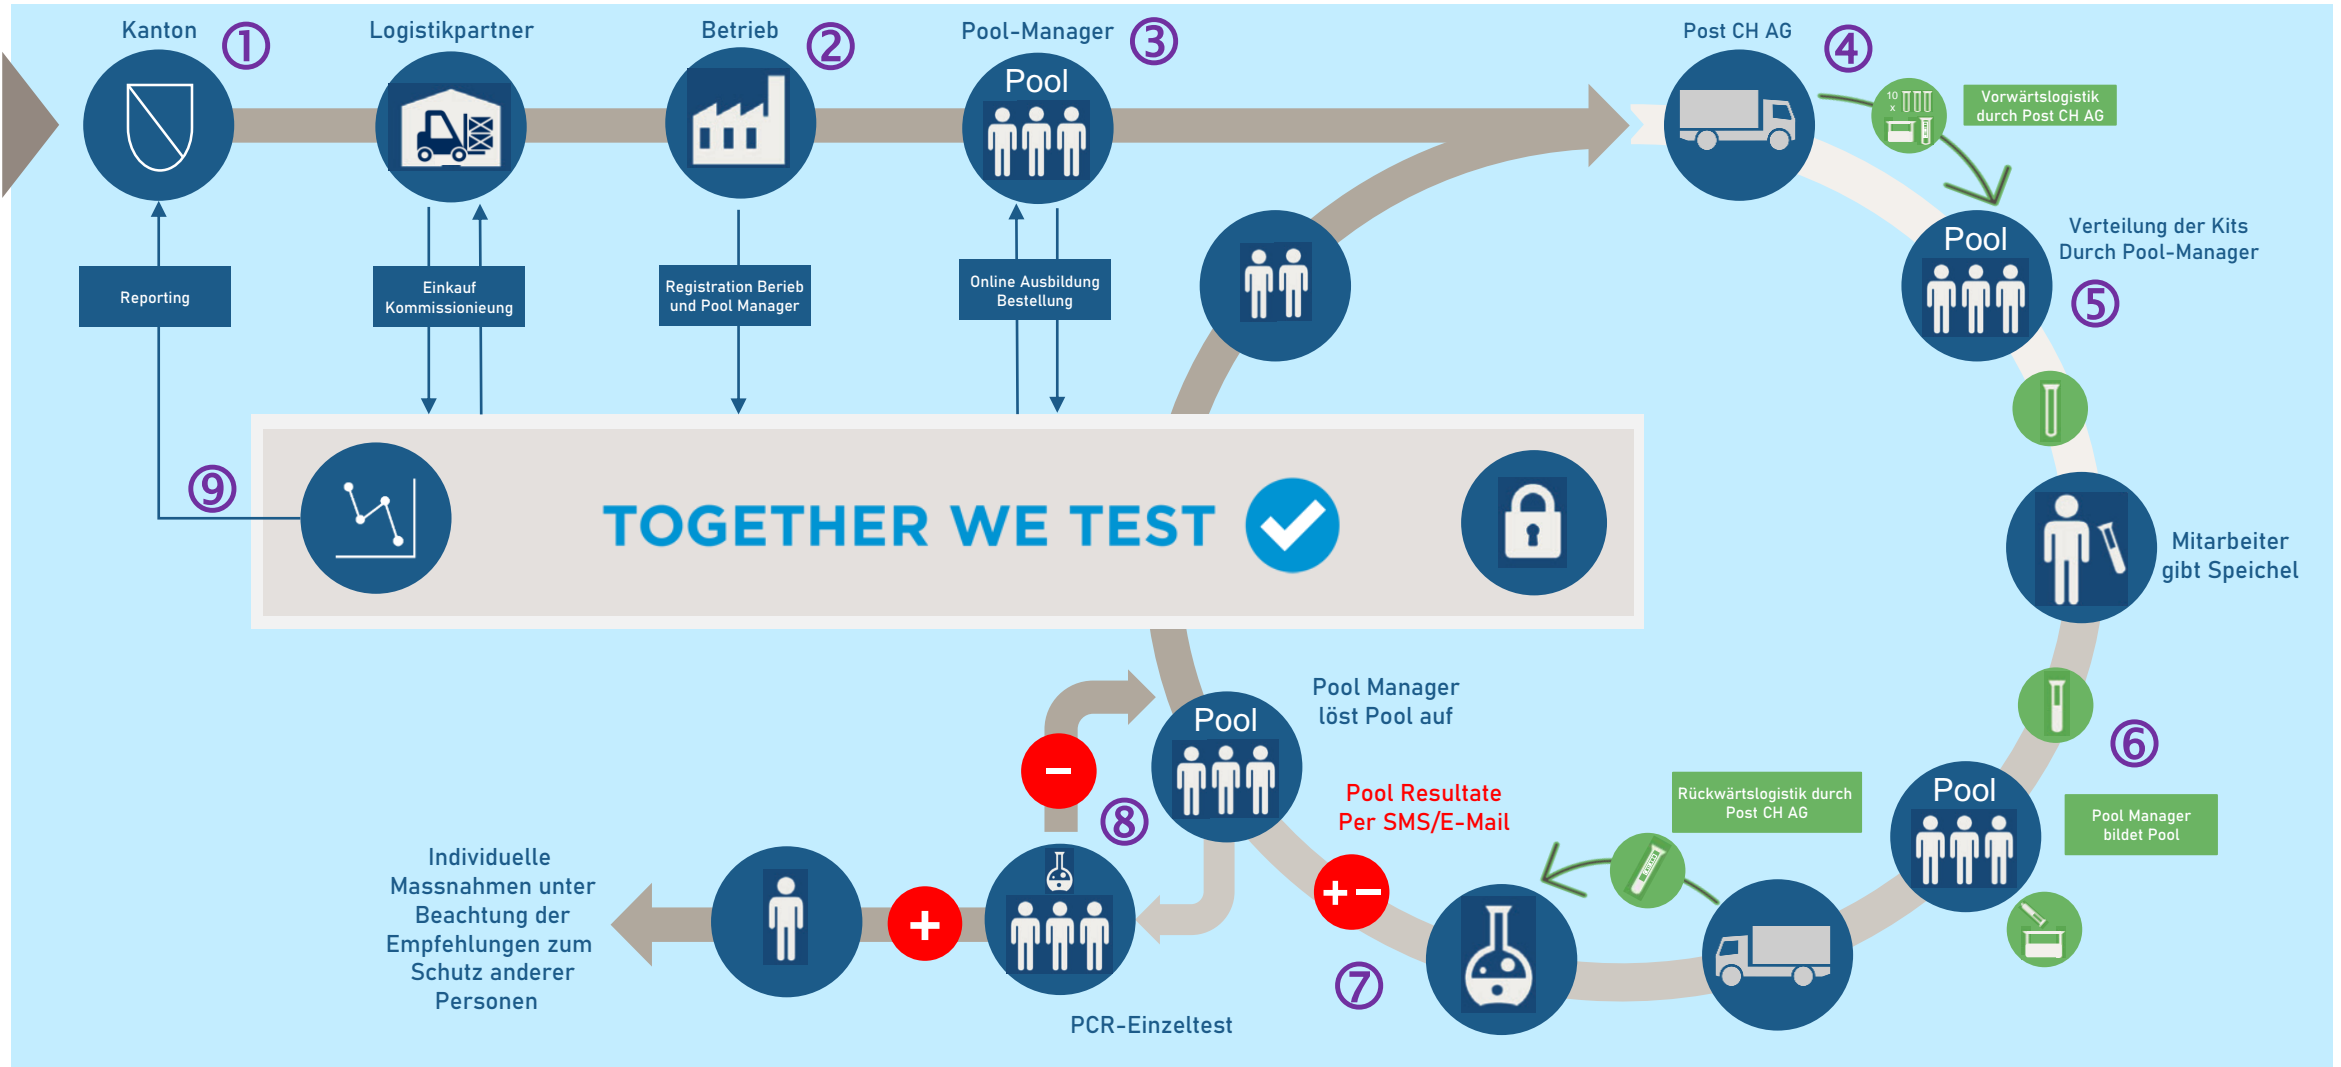 Kanton
①
Logistikpartner
Betrieb
②
Pool-Manager
③
Pool
Post CH AG
④
10
x
Vorwärtslogistik
durch Post CH AG
Pool
Verteilung der Kits
Durch Pool-Manager
⑤
Reporting
Einkauf
Kommissionieung
Registration Berieb
und Pool Manager
Online Ausbildung
Bestellung
⑨
TOGETHER WE TEST
Mitarbeiter
gibt Speichel
⑥
Pool
Pool Manager
bildet Pool
Rückwärtslogistik durch
Post CH AG
Pool Manager
löst Pool auf
Pool
Pool Resultate
Per SMS/E-Mail
+ −
⑦
−
⑧
+
PCR-Einzeltest
Individuelle
Massnahmen unter
Beachtung der
Empfehlungen zum
Schutz anderer
Personen